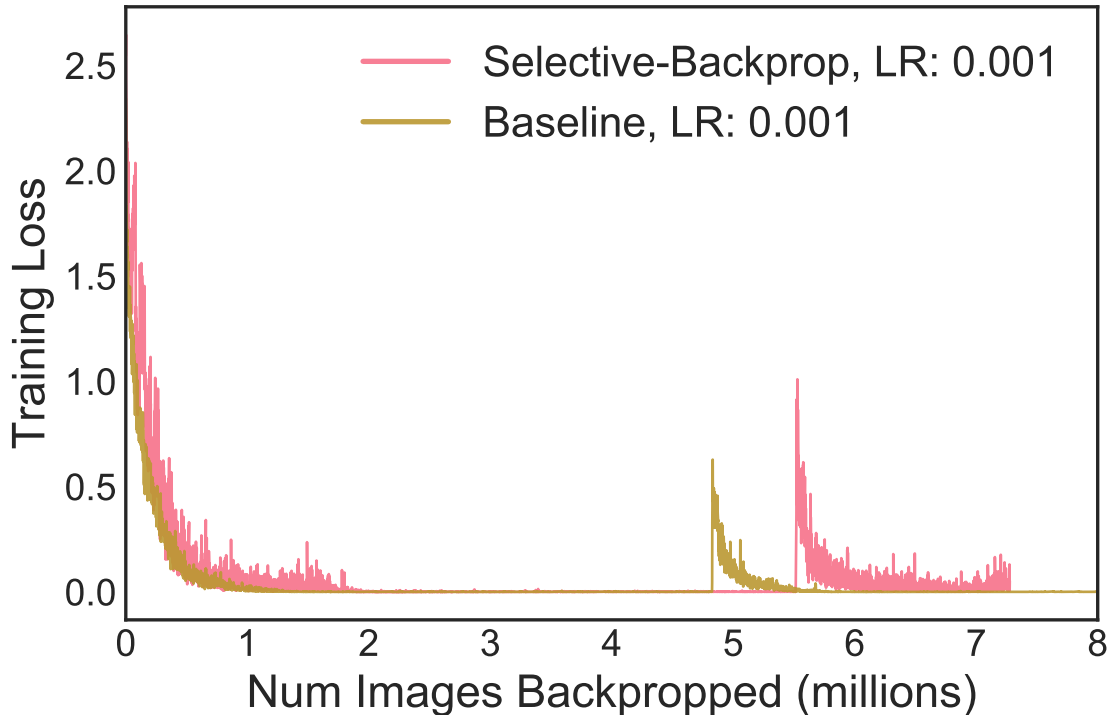 Selective-Backprop, LR: 0.001
Baseline, LR: 0.001
Training Loss
2.5
2.0
1.5
1.0
0.5
0.0
0 1 2 3 4 5 6 7 8
Num Images Backpropped (millions)